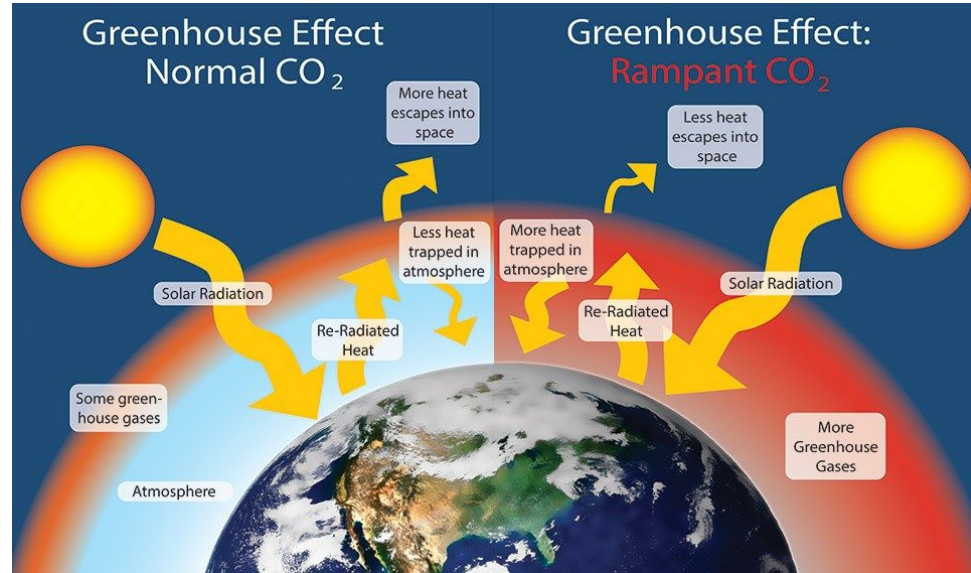 Greenhouse Effect
Normal CO₂
More heat
escapes into
space
Less heat
trapped in
atmosphere
Solar Radiation
Re-Radiated
Heat
Some green-
house gases
Atmosphere
Greenhouse Effect:
Rampant CO₂
Less heat
escapes into
space
More heat
trapped in
atmosphere
Solar Radiation
Re-Radiated
Heat
More
Greenhouse
Gases